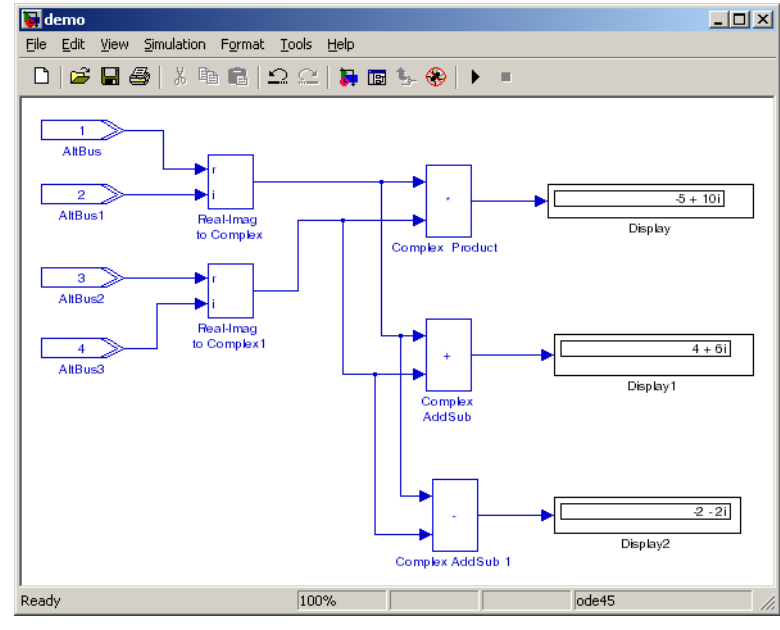 demo
File Edit View Simulation Format Tools Help
1
AltBus
2
AltBus1
r
i
Real-Imag
to Complex
*
Complex Product
-5 + 10i
Display
3
AltBus2
4
AltBus3
r
i
Real-Imag
to Complex1
+
Complex
AddSub
4 + 6i
Display1
-
Complex AddSub 1
-2 -2i
Display2
Ready 100% ode45